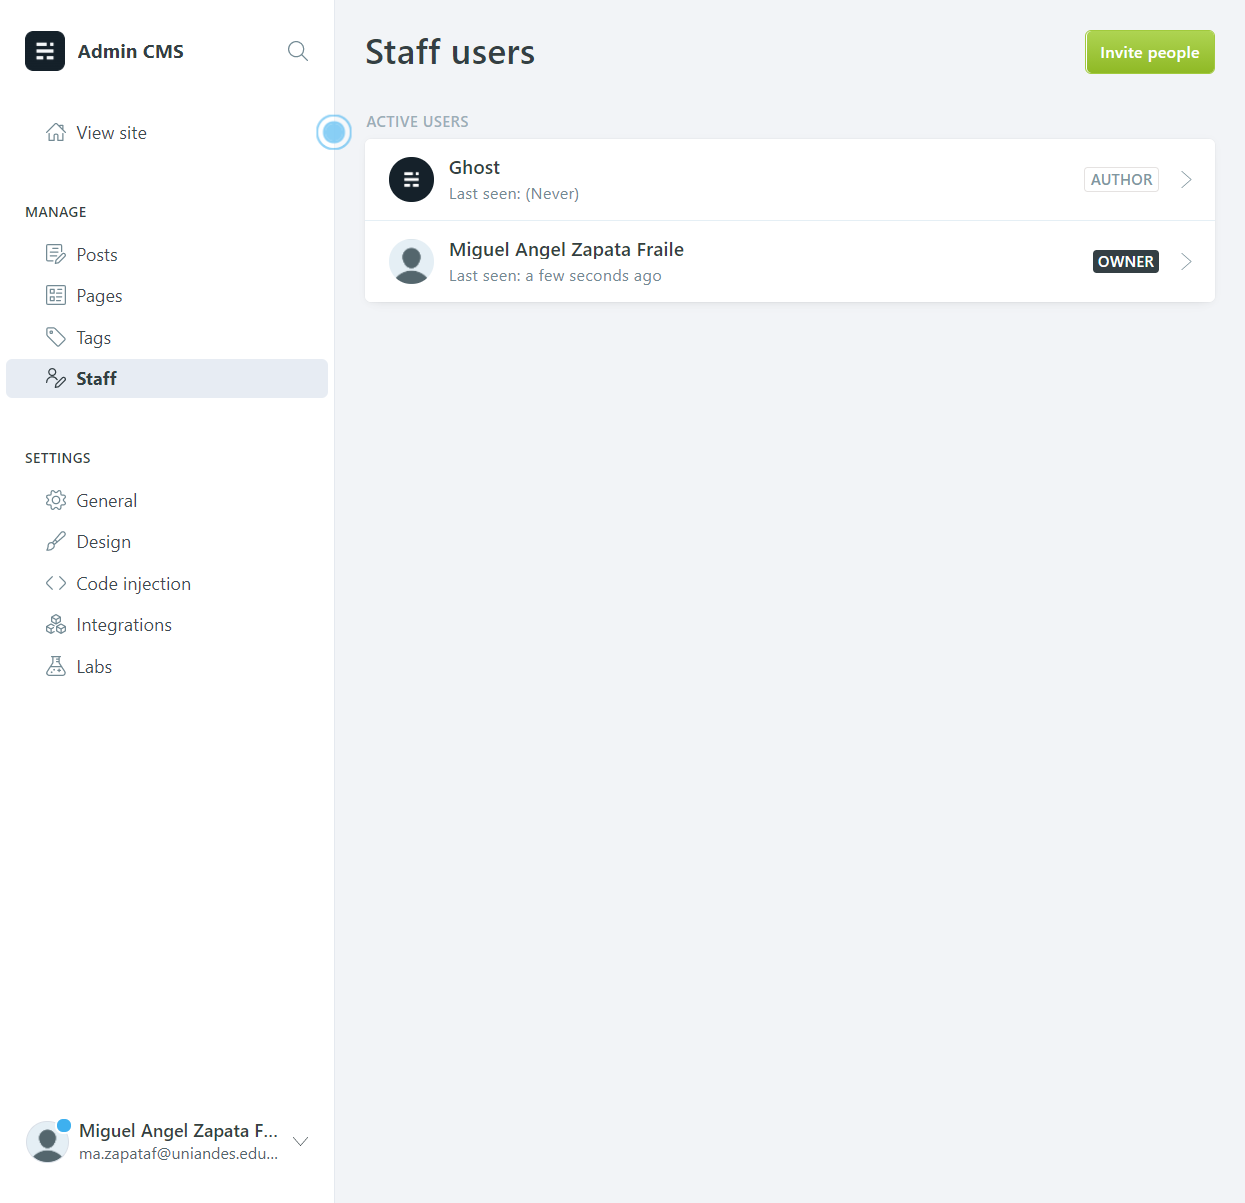 Admin CMS
View site
MANAGE
Posts
Pages
Tags
Staff
SETTINGS
General
Design
Code injection
Integrations
Labs
Miguel Angel Zapata F...
ma.zapataf@uniandes.edu...
Staff users
Invite people
ACTIVE USERS
Ghost
Last seen: (Never)
AUTHOR
Miguel Angel Zapata Fraile
Last seen: a few seconds ago
OWNER